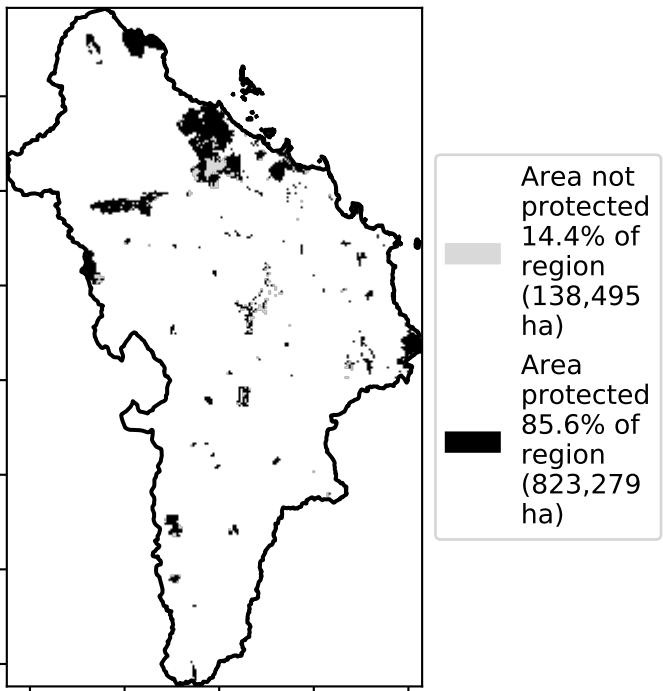 Area not
protected
14.4% of
region
(138,495
ha)
Area
protected
85.6% of
region
(823,279
ha)